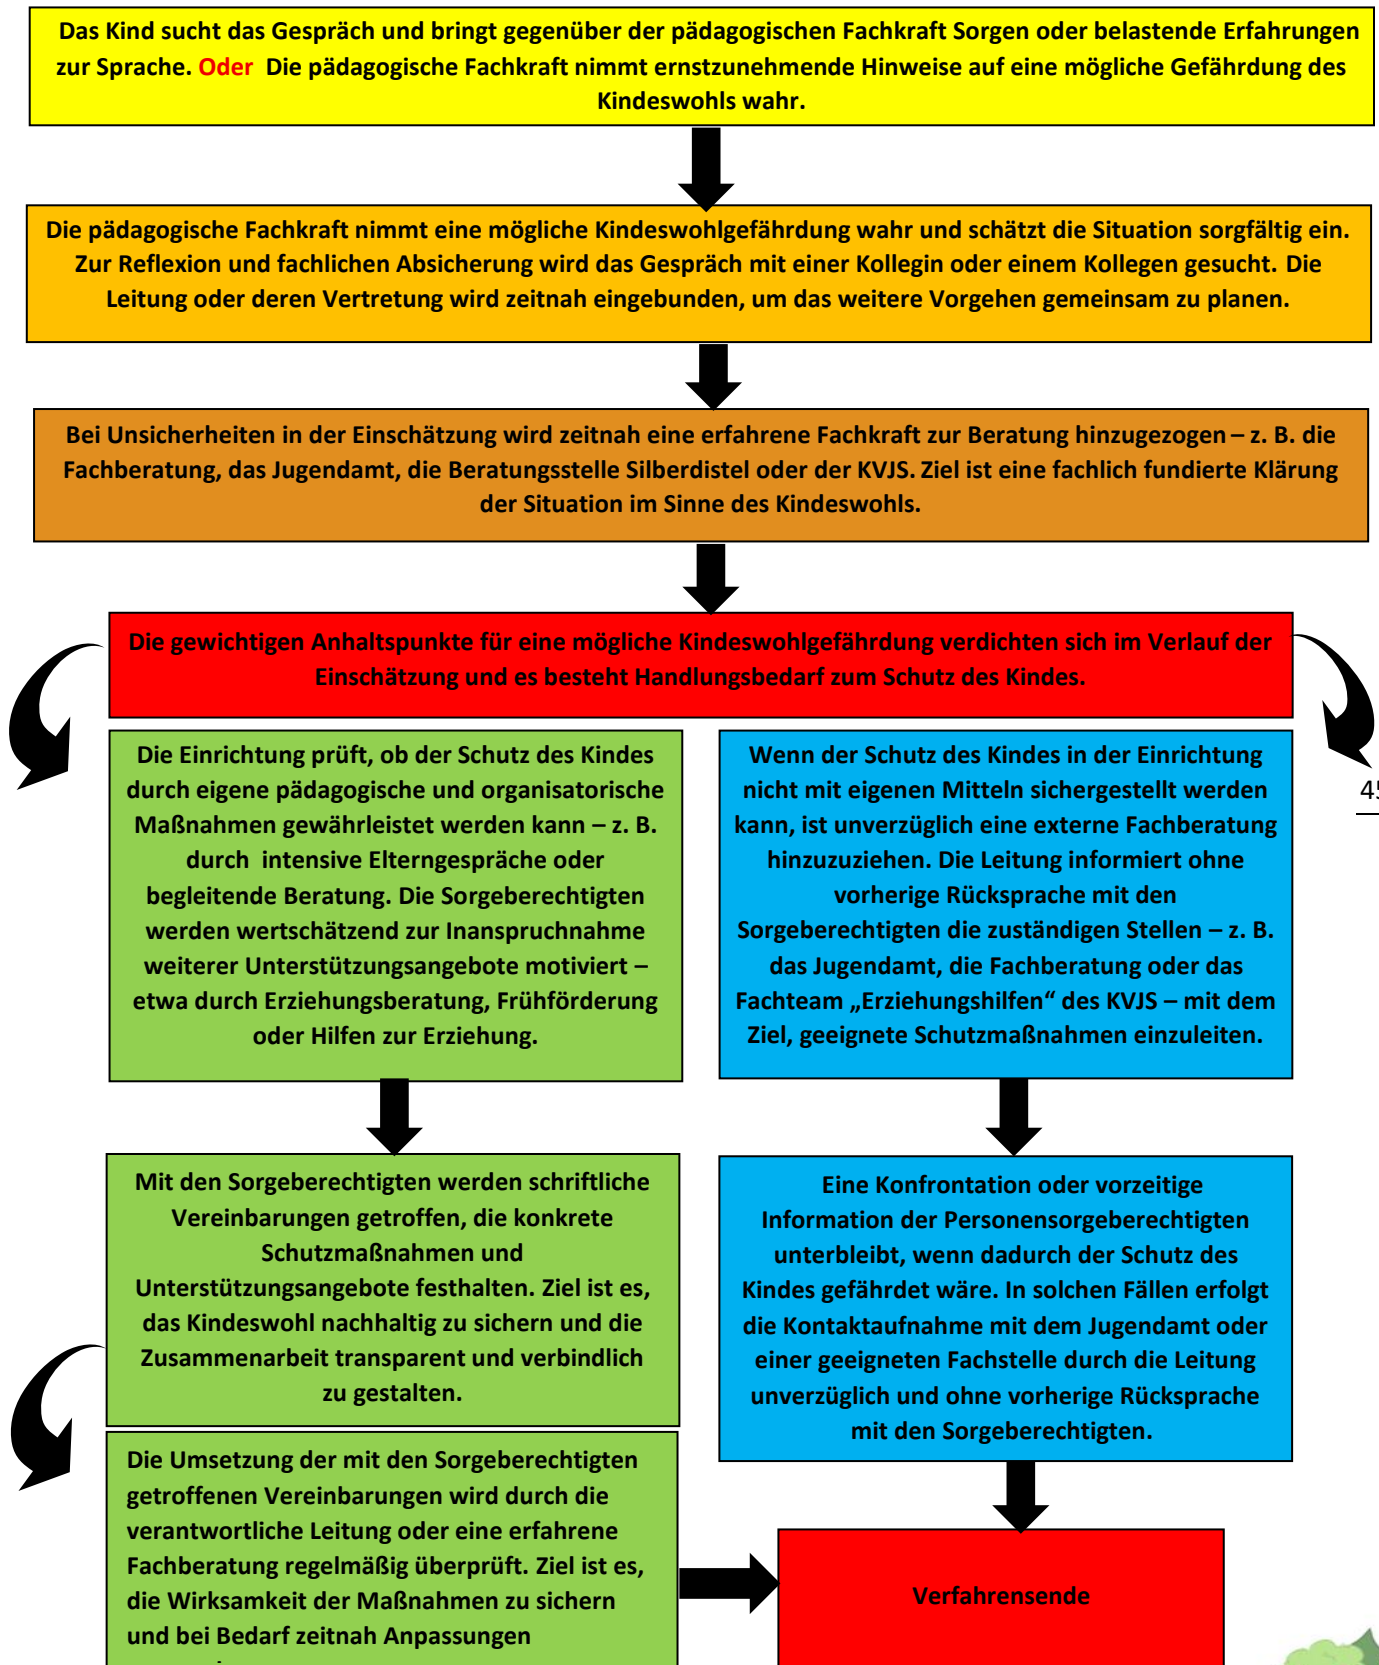 Das Kind sucht das Gespräch und bringt gegenüber der pädagogischen Fachkraft Sorgen oder belastende Erfahrungen
zur Sprache. Oder Die pädagogische Fachkraft nimmt ernstzunehmende Hinweise auf eine mögliche Gefährdung des
Kindeswohls wahr.
Die pädagogische Fachkraft nimmt eine mögliche Kindeswohlgefährdung wahr und schätzt die Situation sorgfältig ein.
Zur Reflexion und fachlichen Absicherung wird das Gespräch mit einer Kollegin oder einem Kollegen gesucht. Die
Leitung oder deren Vertretung wird zeitnah eingebunden, um das weitere Vorgehen gemeinsam zu planen.
Bei Unsicherheiten in der Einschätzung wird zeitnah eine erfahrene Fachkraft zur Beratung hinzugezogen – z. B. die
Fachberatung, das Jugendamt, die Beratungsstelle Silberdistel oder der KVJS. Ziel ist eine fachlich fundierte Klärung
der Situation im Sinne des Kindeswohls.
Die gewichtigen Anhaltspunkte für eine mögliche Kindeswohlgefährdung verdichten sich im Verlauf der
Einschätzung und es besteht Handlungsbedarf zum Schutz des Kindes.
Die Einrichtung prüft, ob der Schutz des Kindes
durch eigene pädagogische und organisatorische
Maßnahmen gewährleistet werden kann – z. B.
durch intensive Elterngespräche oder
begleitende Beratung. Die Sorgeberechtigten
werden wertschätzend zur Inanspruchnahme
weiterer Unterstützungsangebote motiviert –
etwa durch Erziehungsberatung, Frühförderung
oder Hilfen zur Erziehung.
Wenn der Schutz des Kindes in der Einrichtung
nicht mit eigenen Mitteln sichergestellt werden
kann, ist unverzüglich eine externe Fachberatung
hinzuzuziehen. Die Leitung informiert ohne
vorherige Rücksprache mit den
Sorgeberechtigten die zuständigen Stellen – z. B.
das Jugendamt, die Fachberatung oder das
Fachteam „Erziehungshilfen“ des KVJS – mit dem
Ziel, geeignete Schutzmaßnahmen einzuleiten.
45
Mit den Sorgeberechtigten werden schriftliche
Vereinbarungen getroffen, die konkrete
Schutzmaßnahmen und
Unterstützungsangebote festhalten. Ziel ist es,
das Kindeswohl nachhaltig zu sichern und die
Zusammenarbeit transparent und verbindlich
zu gestalten.
Eine Konfrontation oder vorzeitige
Information der Personensorgeberechtigten
unterbleibt, wenn dadurch der Schutz des
Kindes gefährdet wäre. In solchen Fällen erfolgt
die Kontaktaufnahme mit dem Jugendamt oder
einer geeigneten Fachstelle durch die Leitung
unverzüglich und ohne vorherige Rücksprache
mit den Sorgeberechtigten.
Die Umsetzung der mit den Sorgeberechtigten
getroffenen Vereinbarungen wird durch die
verantwortliche Leitung oder eine erfahrene
Fachberatung regelmäßig überprüft. Ziel ist es,
die Wirksamkeit der Maßnahmen zu sichern
und bei Bedarf zeitnah Anpassungen
Verfahrensende